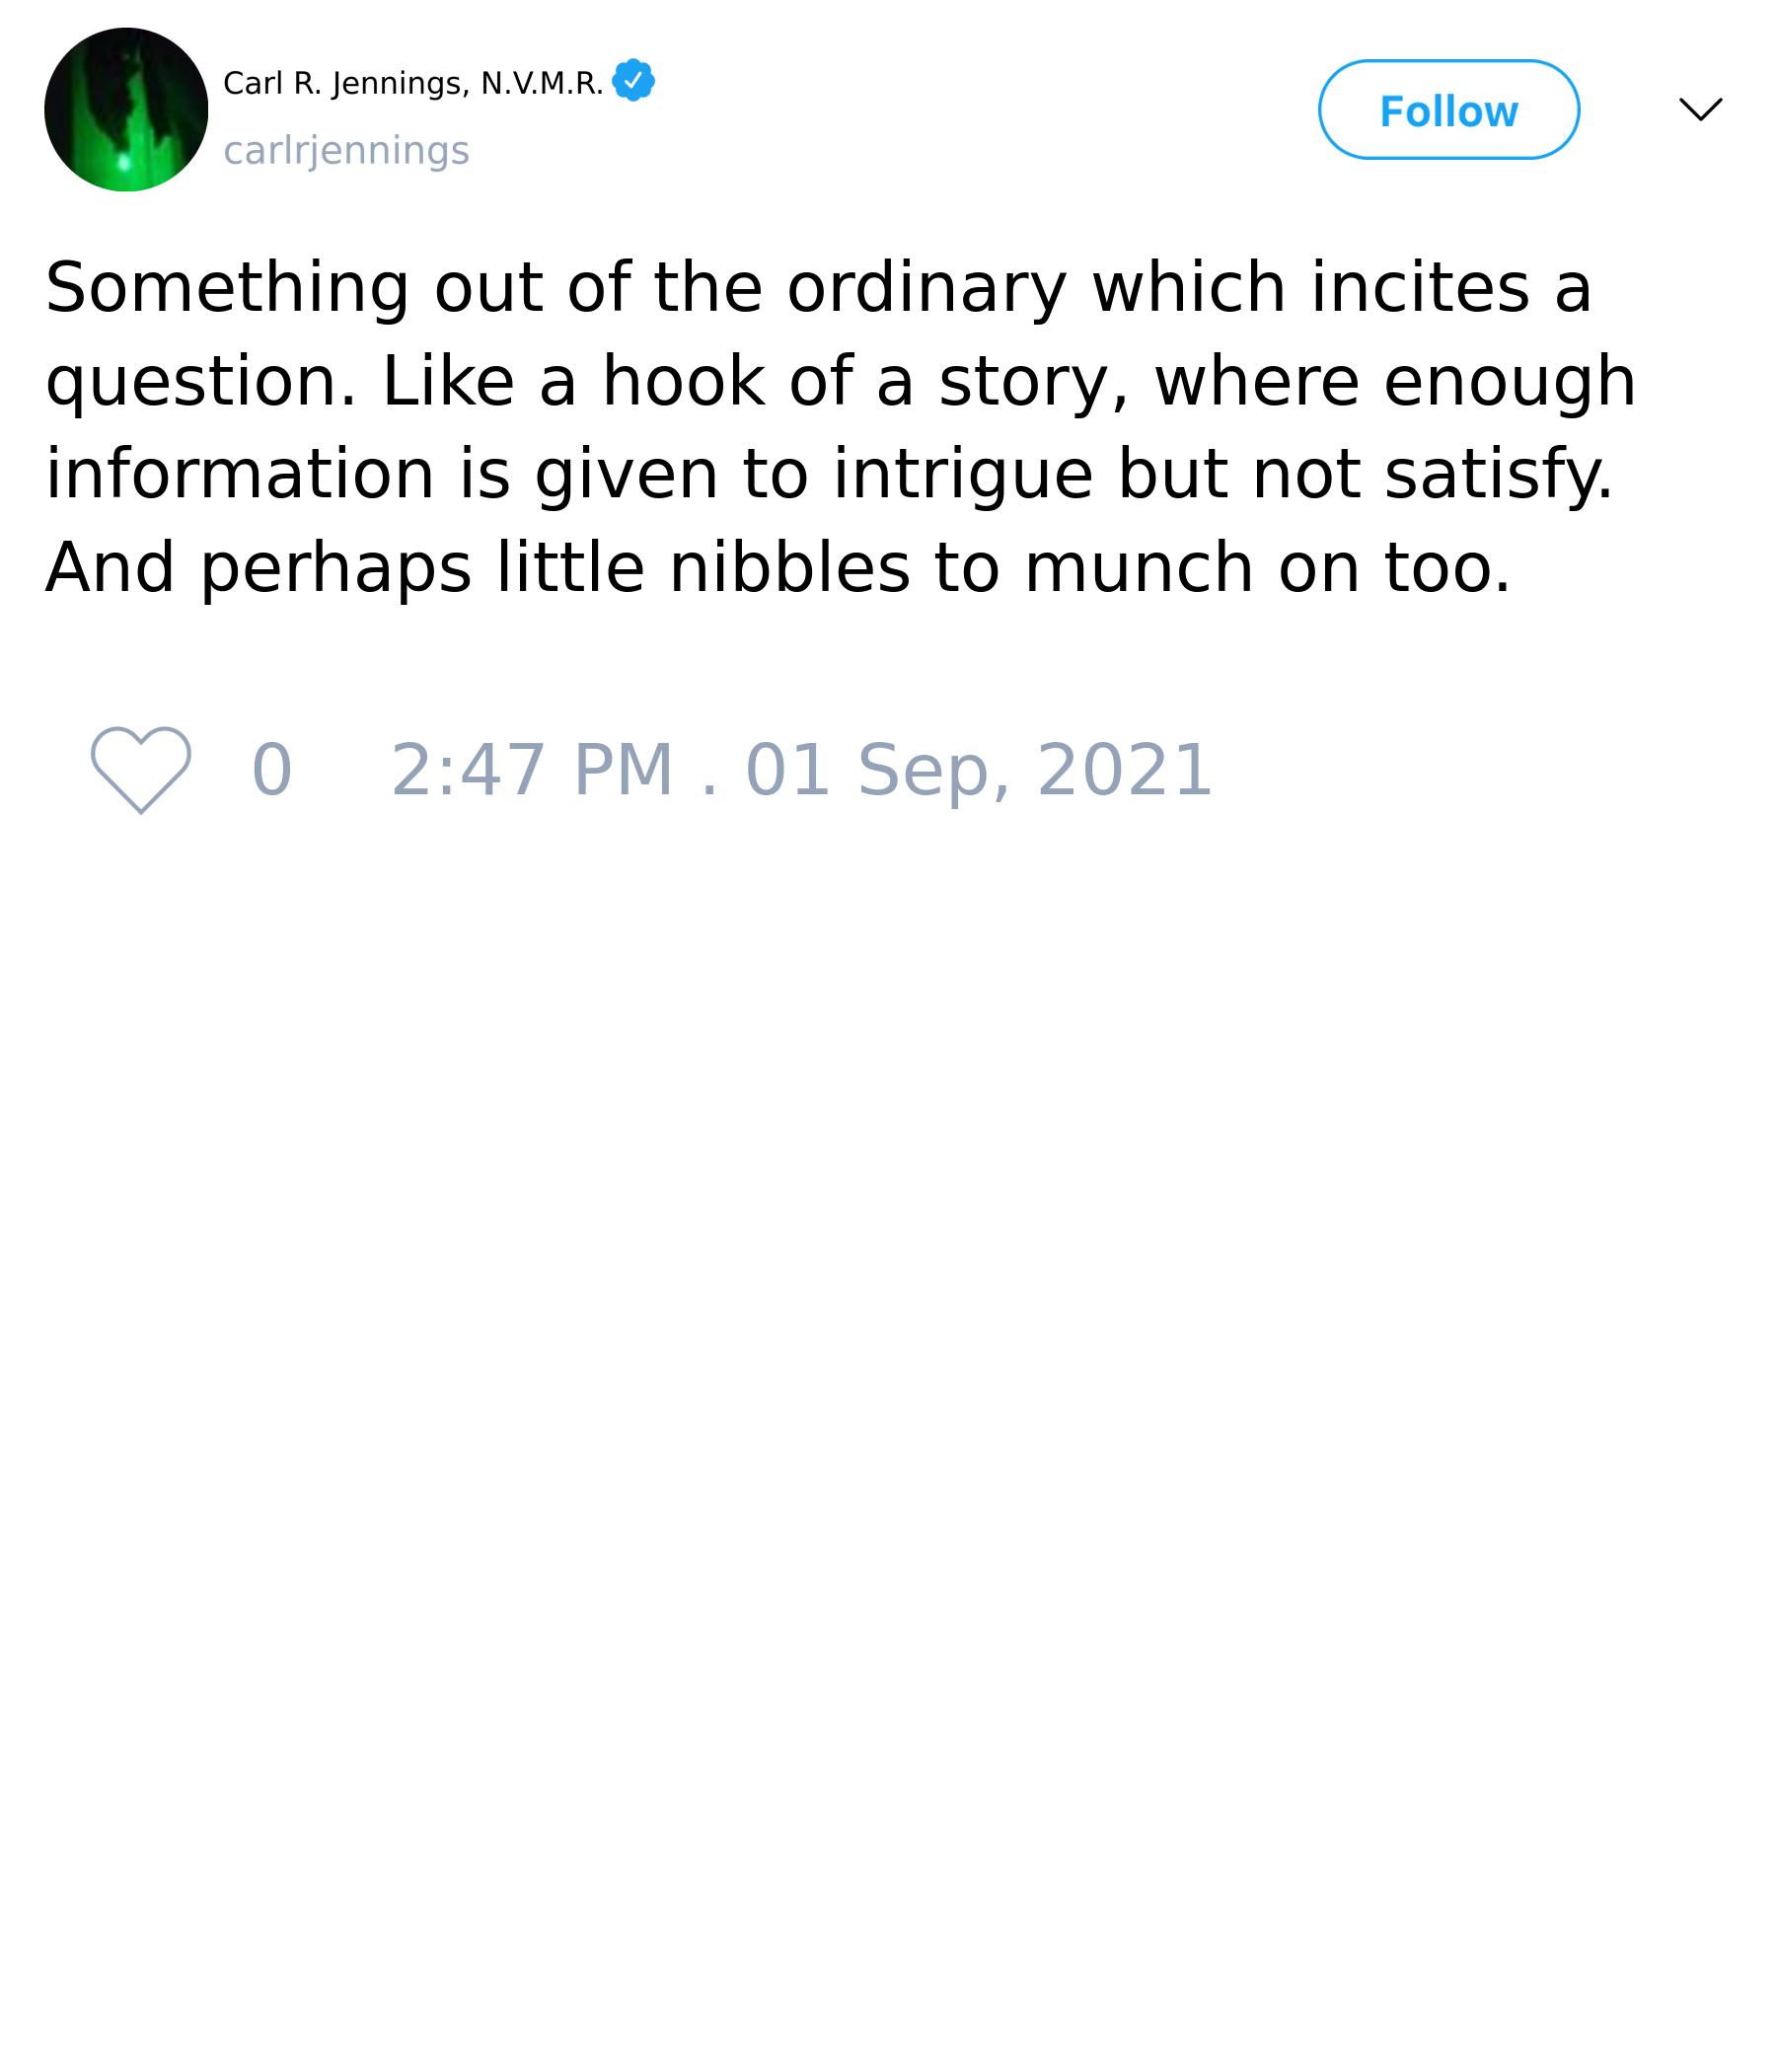 Carl R. Jennings, N.V.M.R.
carlrjennings
Follow
Something out of the ordinary which incites a
question. Like a hook of a story, where enough
information is given to intrigue but not satisfy.
And perhaps little nibbles to munch on too.
0 2:47 PM . 01 Sep, 2021